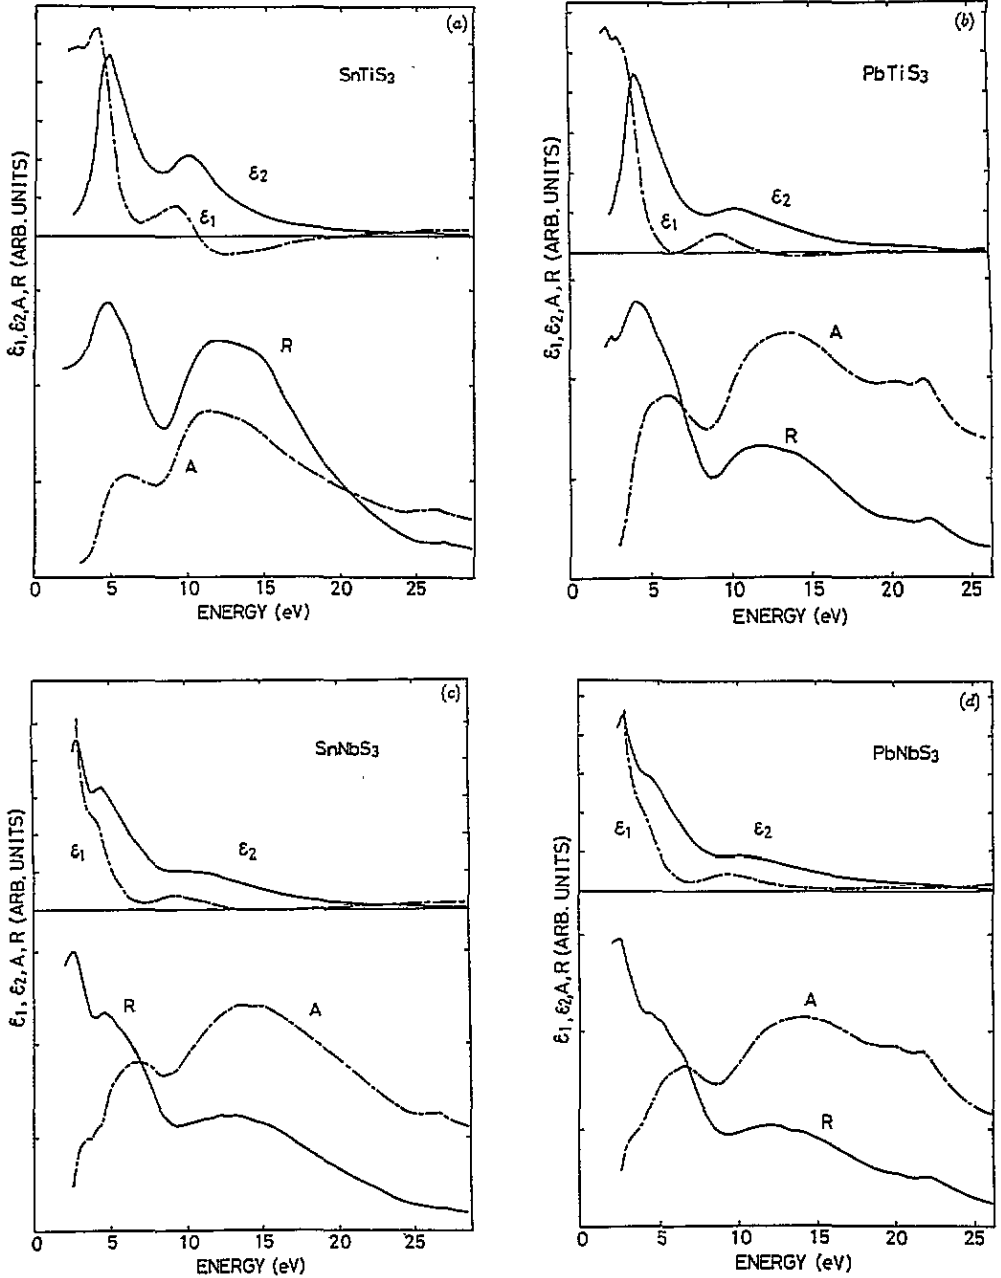 (a)
SnTiS3
ε2
ε1
R
A
ε1, ε2, A, R (ARB. UNITS)
0 5 10 15 20 25
ENERGY (eV)
(b)
PbTiS3
ε2
ε1
A
R
ε1, ε2, A, R (ARB. UNITS)
0 5 10 15 20 25
ENERGY (eV)
(c)
SnNbS3
ε1
ε2
R
A
ε1, ε2, A, R (ARB. UNITS)
0 5 10 15 20 25
ENERGY (eV)
(d)
PbNbS3
ε1
ε2
A
R
ε1, ε2, A, R (ARB. UNITS)
0 5 10 15 20 25
ENERGY (eV)